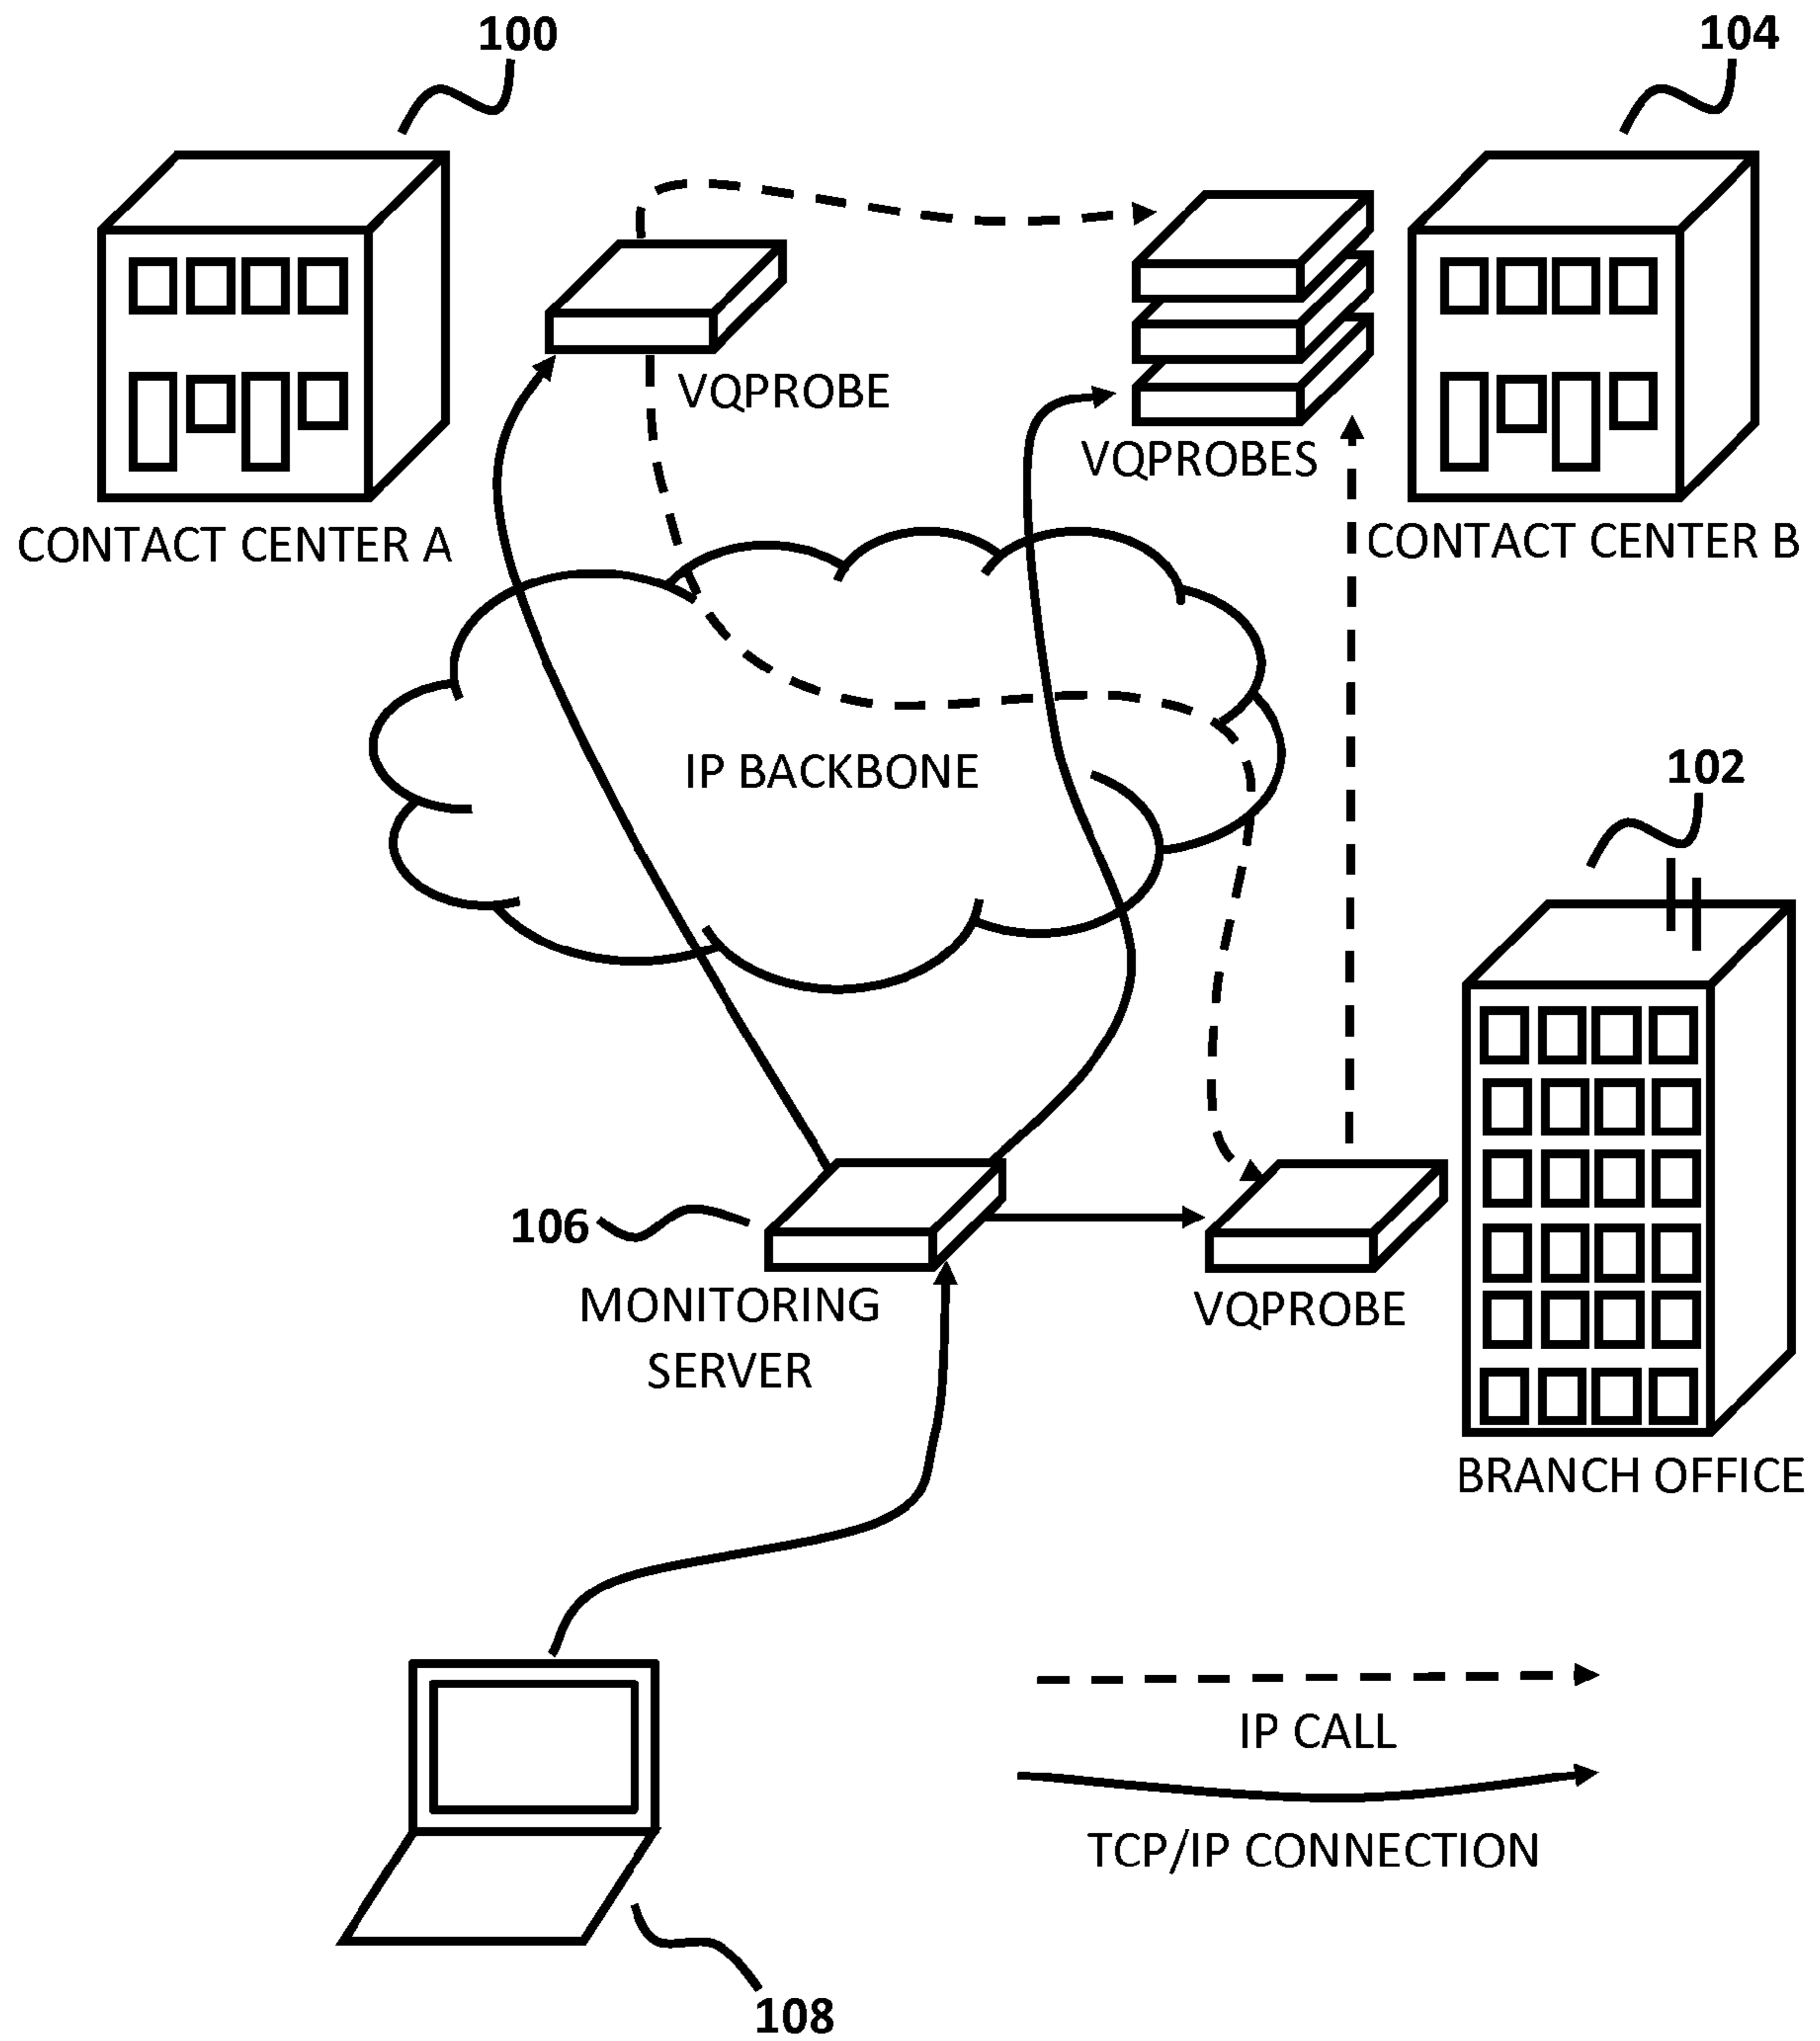 100
104
VQPROBE
VQPROBES
CONTACT CENTER A
CONTACT CENTER B
IP BACKBONE
102
106
MONITORING
SERVER
VQPROBE
BRANCH OFFICE
IP CALL
TCP/IP CONNECTION
108